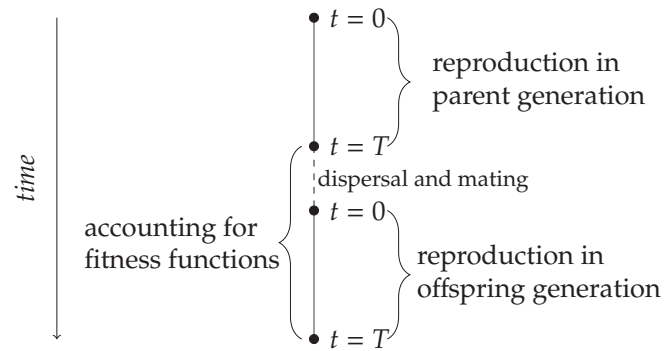 t = 0
reproduction in
parent generation
t = T
dispersal and mating
time
t = 0
accounting for
fitness functions
reproduction in
offspring generation
t = T